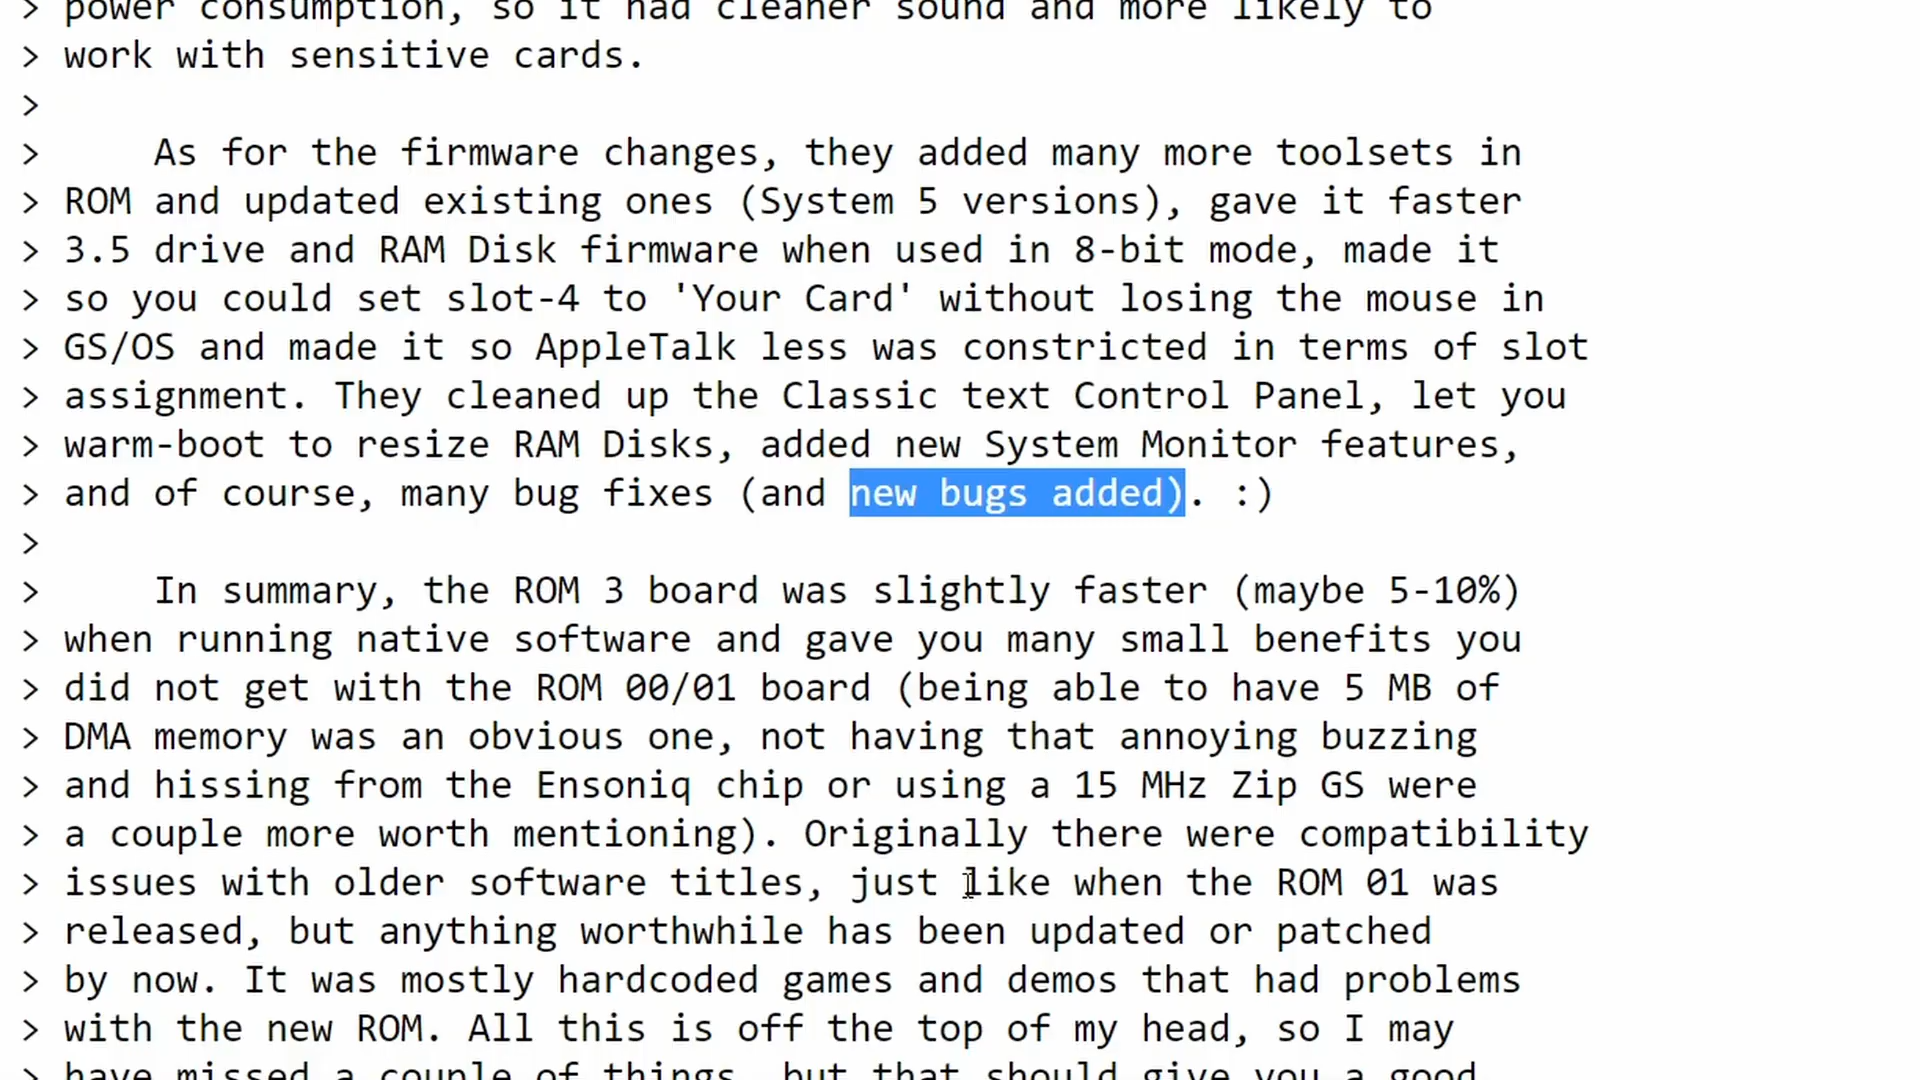 > power consumption, so it had cleaner sound and more likely to
> work with sensitive cards.
>
>     As for the firmware changes, they added many more toolsets in
> ROM and updated existing ones (System 5 versions), gave it faster
> 3.5 drive and RAM Disk firmware when used in 8-bit mode, made it
> so you could set slot-4 to 'Your Card' without losing the mouse in
> GS/OS and made it so AppleTalk less was constricted in terms of slot
> assignment. They cleaned up the Classic text Control Panel, let you
> warm-boot to resize RAM Disks, added new System Monitor features,
> and of course, many bug fixes (and new bugs added). :)
>
>     In summary, the ROM 3 board was slightly faster (maybe 5-10%)
> when running native software and gave you many small benefits you
> did not get with the ROM 00/01 board (being able to have 5 MB of
> DMA memory was an obvious one, not having that annoying buzzing
> and hissing from the Ensoniq chip or using a 15 MHz Zip GS were
> a couple more worth mentioning). Originally there were compatibility
> issues with older software titles, just like when the ROM 01 was
> released, but anything worthwhile has been updated or patched
> by now. It was mostly hardcoded games and demos that had problems
> with the new ROM. All this is off the top of my head, so I may
> have missed a couple of things, but that should give you a good